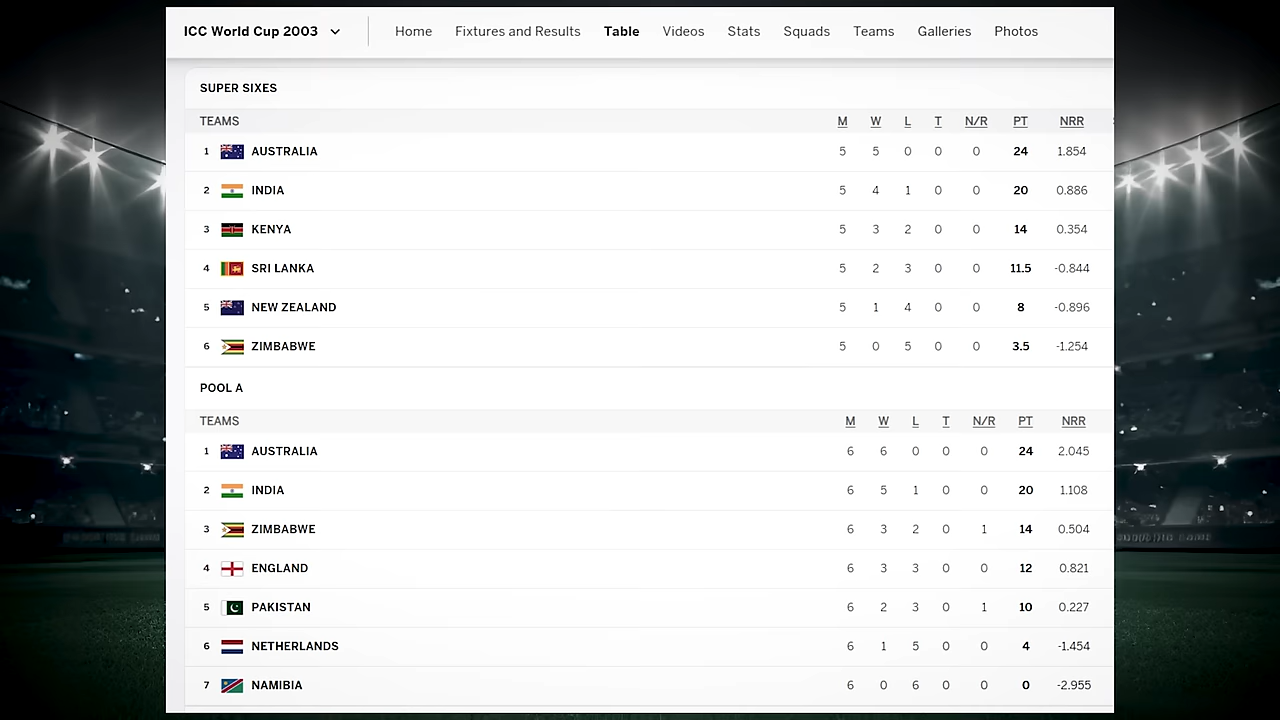 ICC World Cup 2003 Home Fixtures and Results Table Videos Stats Squads Teams Galleries Photos
SUPER SIXES
TEAMS M W L T N/R PT NRR
1 AUSTRALIA 5 5 0 0 0 24 1.854
2 INDIA 5 4 1 0 0 20 0.886
3 KENYA 5 3 2 0 0 14 0.354
4 SRI LANKA 5 2 3 0 0 11.5 -0.844
5 NEW ZEALAND 5 1 4 0 0 8 -0.896
6 ZIMBABWE 5 0 5 0 0 3.5 -1.254
POOL A
TEAMS M W L T N/R PT NRR
1 AUSTRALIA 6 6 0 0 0 24 2.045
2 INDIA 6 5 1 0 0 20 1.108
3 ZIMBABWE 6 3 2 0 1 14 0.504
4 ENGLAND 6 3 3 0 0 12 0.821
5 PAKISTAN 6 2 3 0 1 10 0.227
6 NETHERLANDS 6 1 5 0 0 4 -1.454
7 NAMIBIA 6 0 6 0 0 0 -2.955